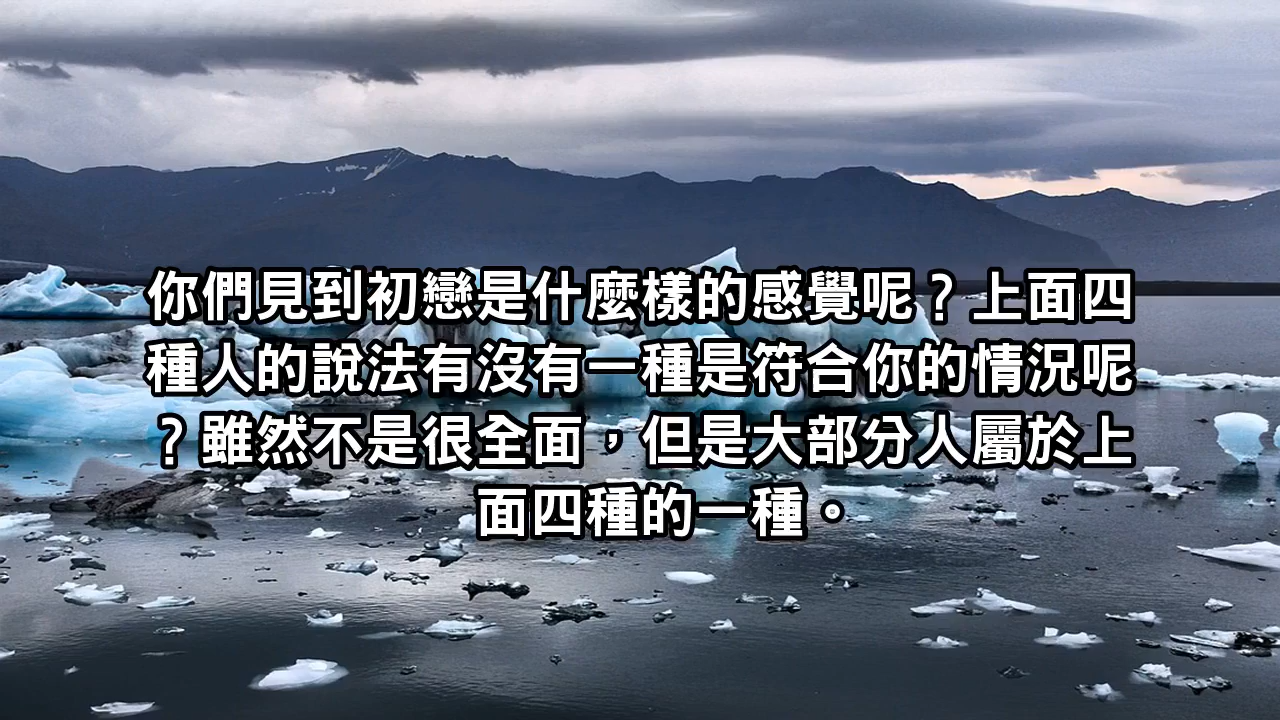 你們見到初戀是什麼樣的感覺呢？上面四
種人的說法有沒有一種是符合你的情況呢
？雖然不是很全面，但是大部分人屬於上
面四種的一種。